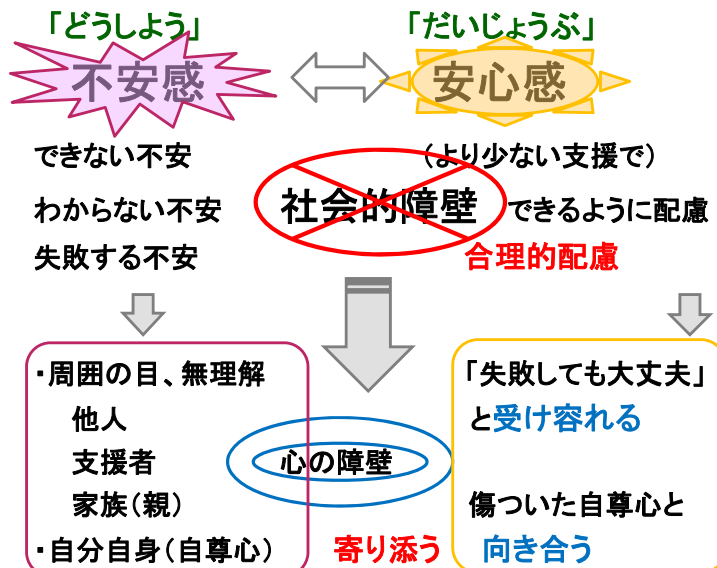 「どうしよう」
「だいじょうぶ」
不安感
安心感
できない不安
わからない不安
失敗する不安
社会的障壁
（より少ない支援で）
できるように配慮
合理的配慮
・周囲の目、無理解
他人
支援者
家族（親）
・自分自身（自尊心）
心の障壁
寄り添う
「失敗しても大丈夫」
と受け容れる
傷ついた自尊心と
向き合う